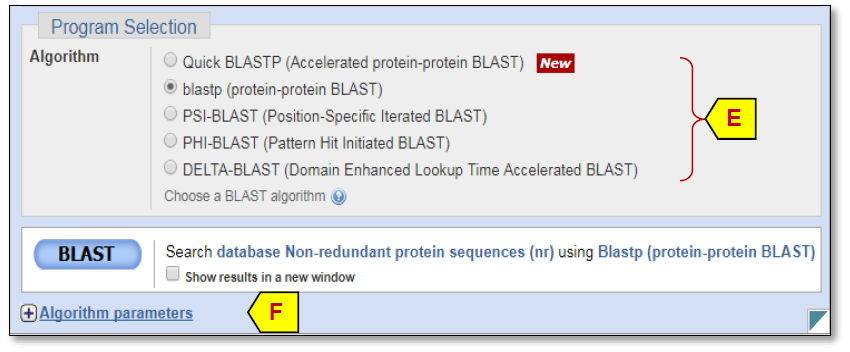 Program Selection
Algorithm
Quick BLASTP (Accelerated protein-protein BLAST) New
blastp (protein-protein BLAST)
PSI-BLAST (Position-Specific Iterated BLAST)
PHI-BLAST (Pattern Hit Initiated BLAST)
DELTA-BLAST (Domain Enhanced Lookup Time Accelerated BLAST)
Choose a BLAST algorithm ?
E
BLAST
Search database Non-redundant protein sequences (nr) using Blastp (protein-protein BLAST)
Show results in a new window
+ Algorithm parameters
F